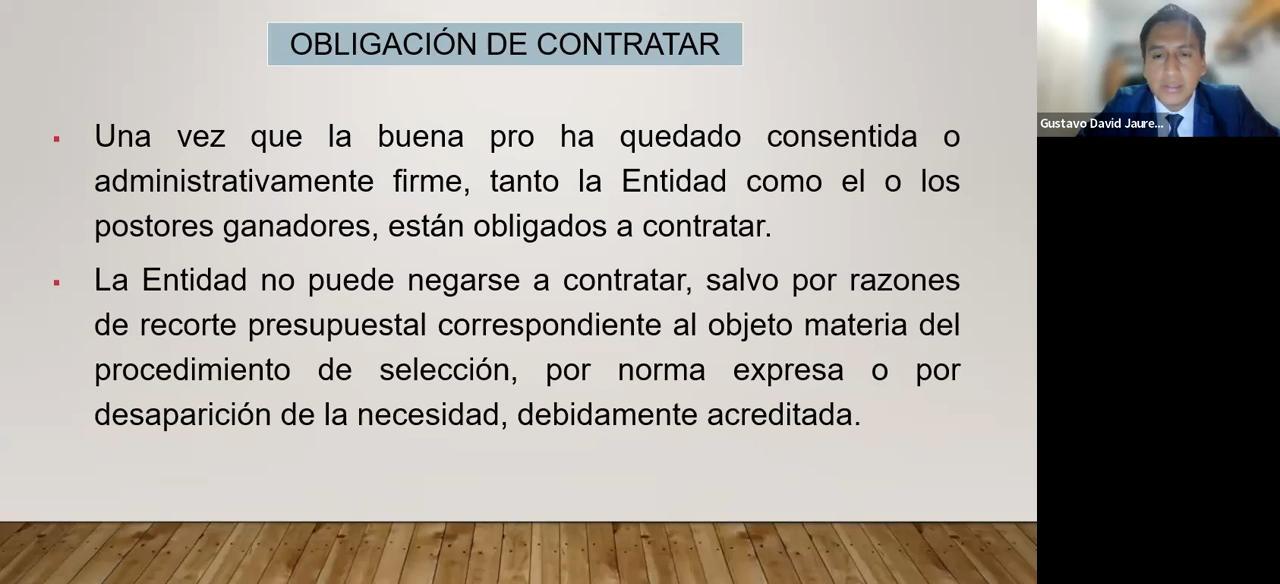 OBLIGACIÓN DE CONTRATAR
Una vez que la buena pro ha quedado consentida o
administrativamente firme, tanto la Entidad como el o los
postores ganadores, están obligados a contratar.
La Entidad no puede negarse a contratar, salvo por razones
de recorte presupuestal correspondiente al objeto materia del
procedimiento de selección, por norma expresa o por
desaparición de la necesidad, debidamente acreditada.
Gustavo David Jaure...